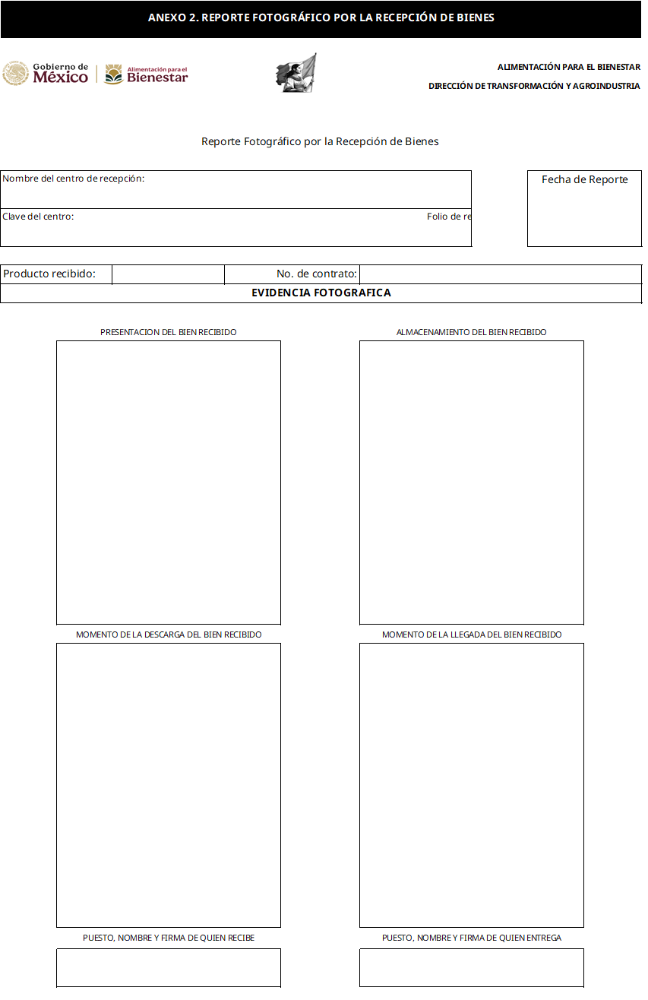 ANEXO 2. REPORTE FOTOGRÁFICO POR LA RECEPCIÓN DE BIENES
Gobierno de
México
Alimentación para el
Bienestar
ALIMENTACIÓN PARA EL BIENESTAR
DIRECCIÓN DE TRANSFORMACIÓN Y AGROINDUSTRIA
Reporte Fotográfico por la Recepción de Bienes
Nombre del centro de recepción:
Fecha de Reporte
Clave del centro: Folio de re
Producto recibido: No. de contrato:
EVIDENCIA FOTOGRAFICA
PRESENTACION DEL BIEN RECIBIDO
ALMACENAMIENTO DEL BIEN RECIBIDO
MOMENTO DE LA DESCARGA DEL BIEN RECIBIDO
MOMENTO DE LA LLEGADA DEL BIEN RECIBIDO
PUESTO, NOMBRE Y FIRMA DE QUIEN RECIBE
PUESTO, NOMBRE Y FIRMA DE QUIEN ENTREGA